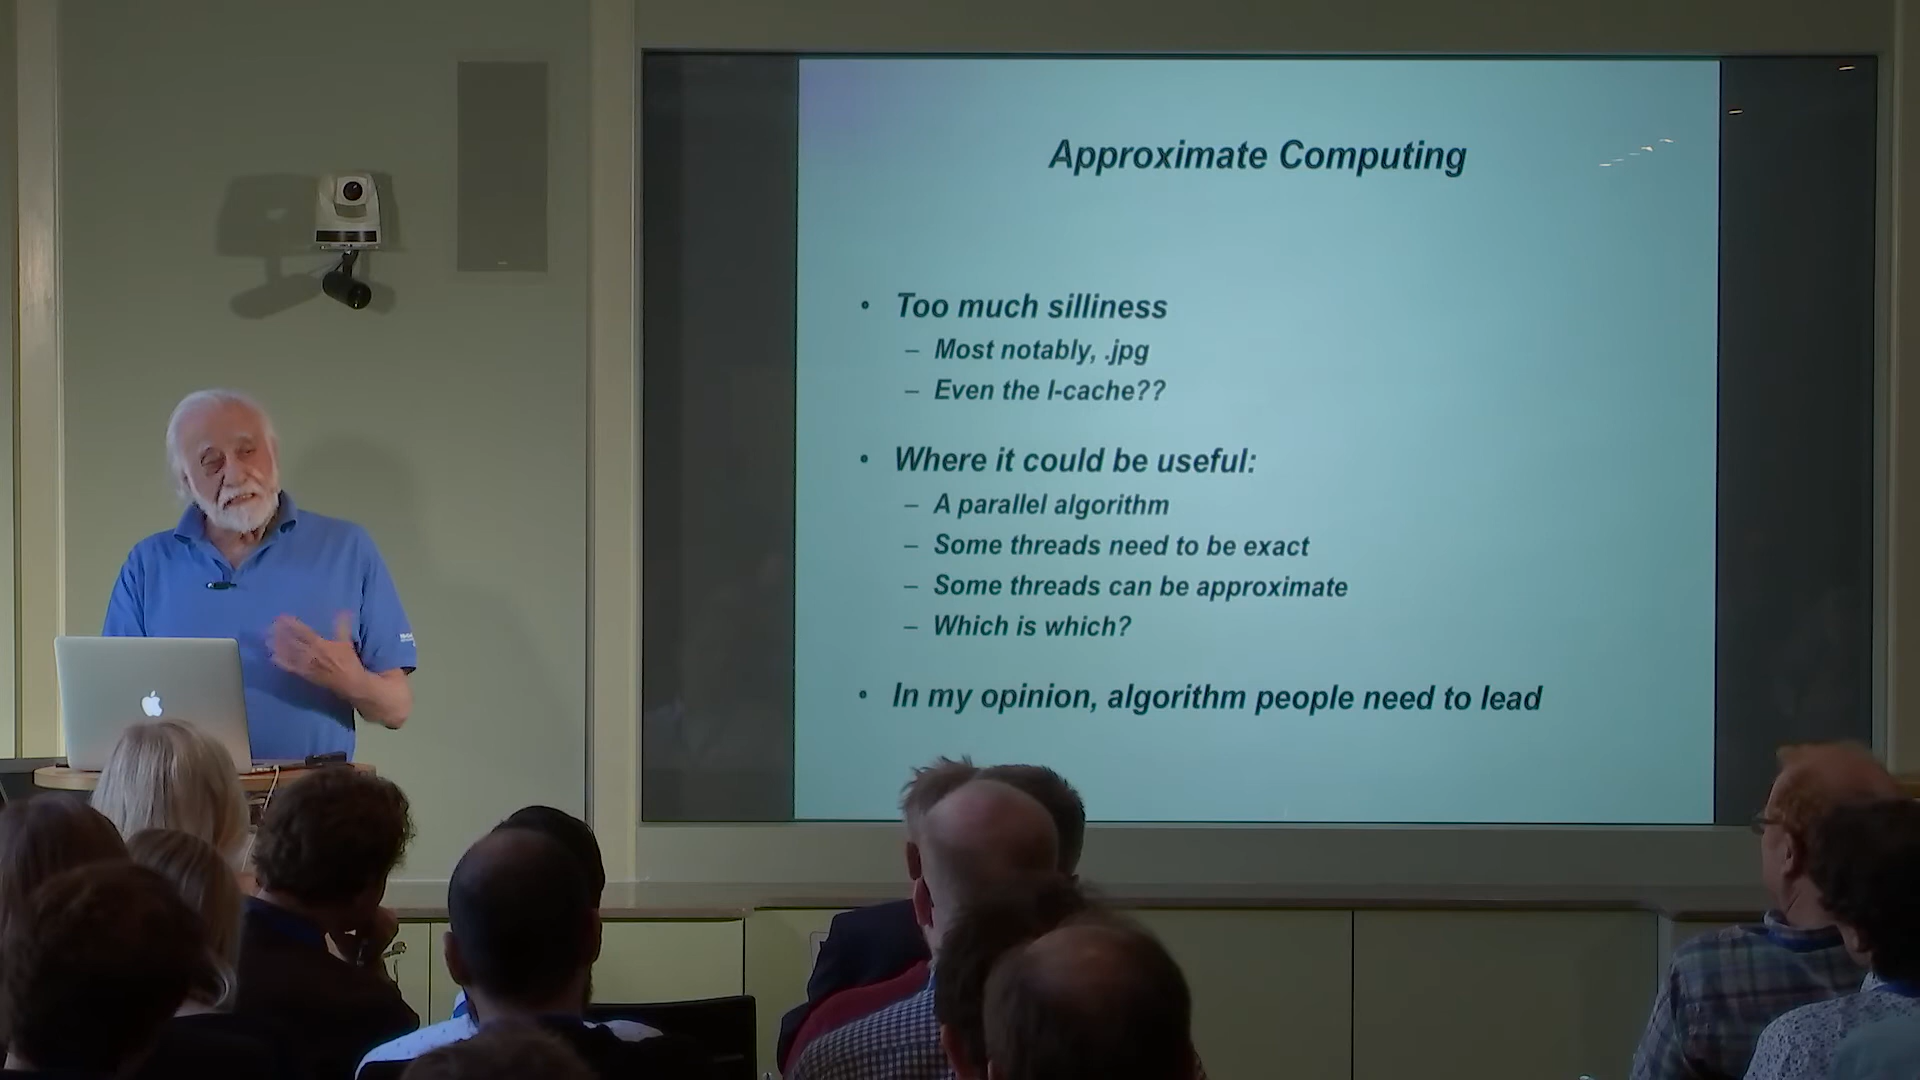 Approximate Computing
• Too much silliness
– Most notably, .jpg
– Even the I-cache??
• Where it could be useful:
– A parallel algorithm
– Some threads need to be exact
– Some threads can be approximate
– Which is which?
• In my opinion, algorithm people need to lead